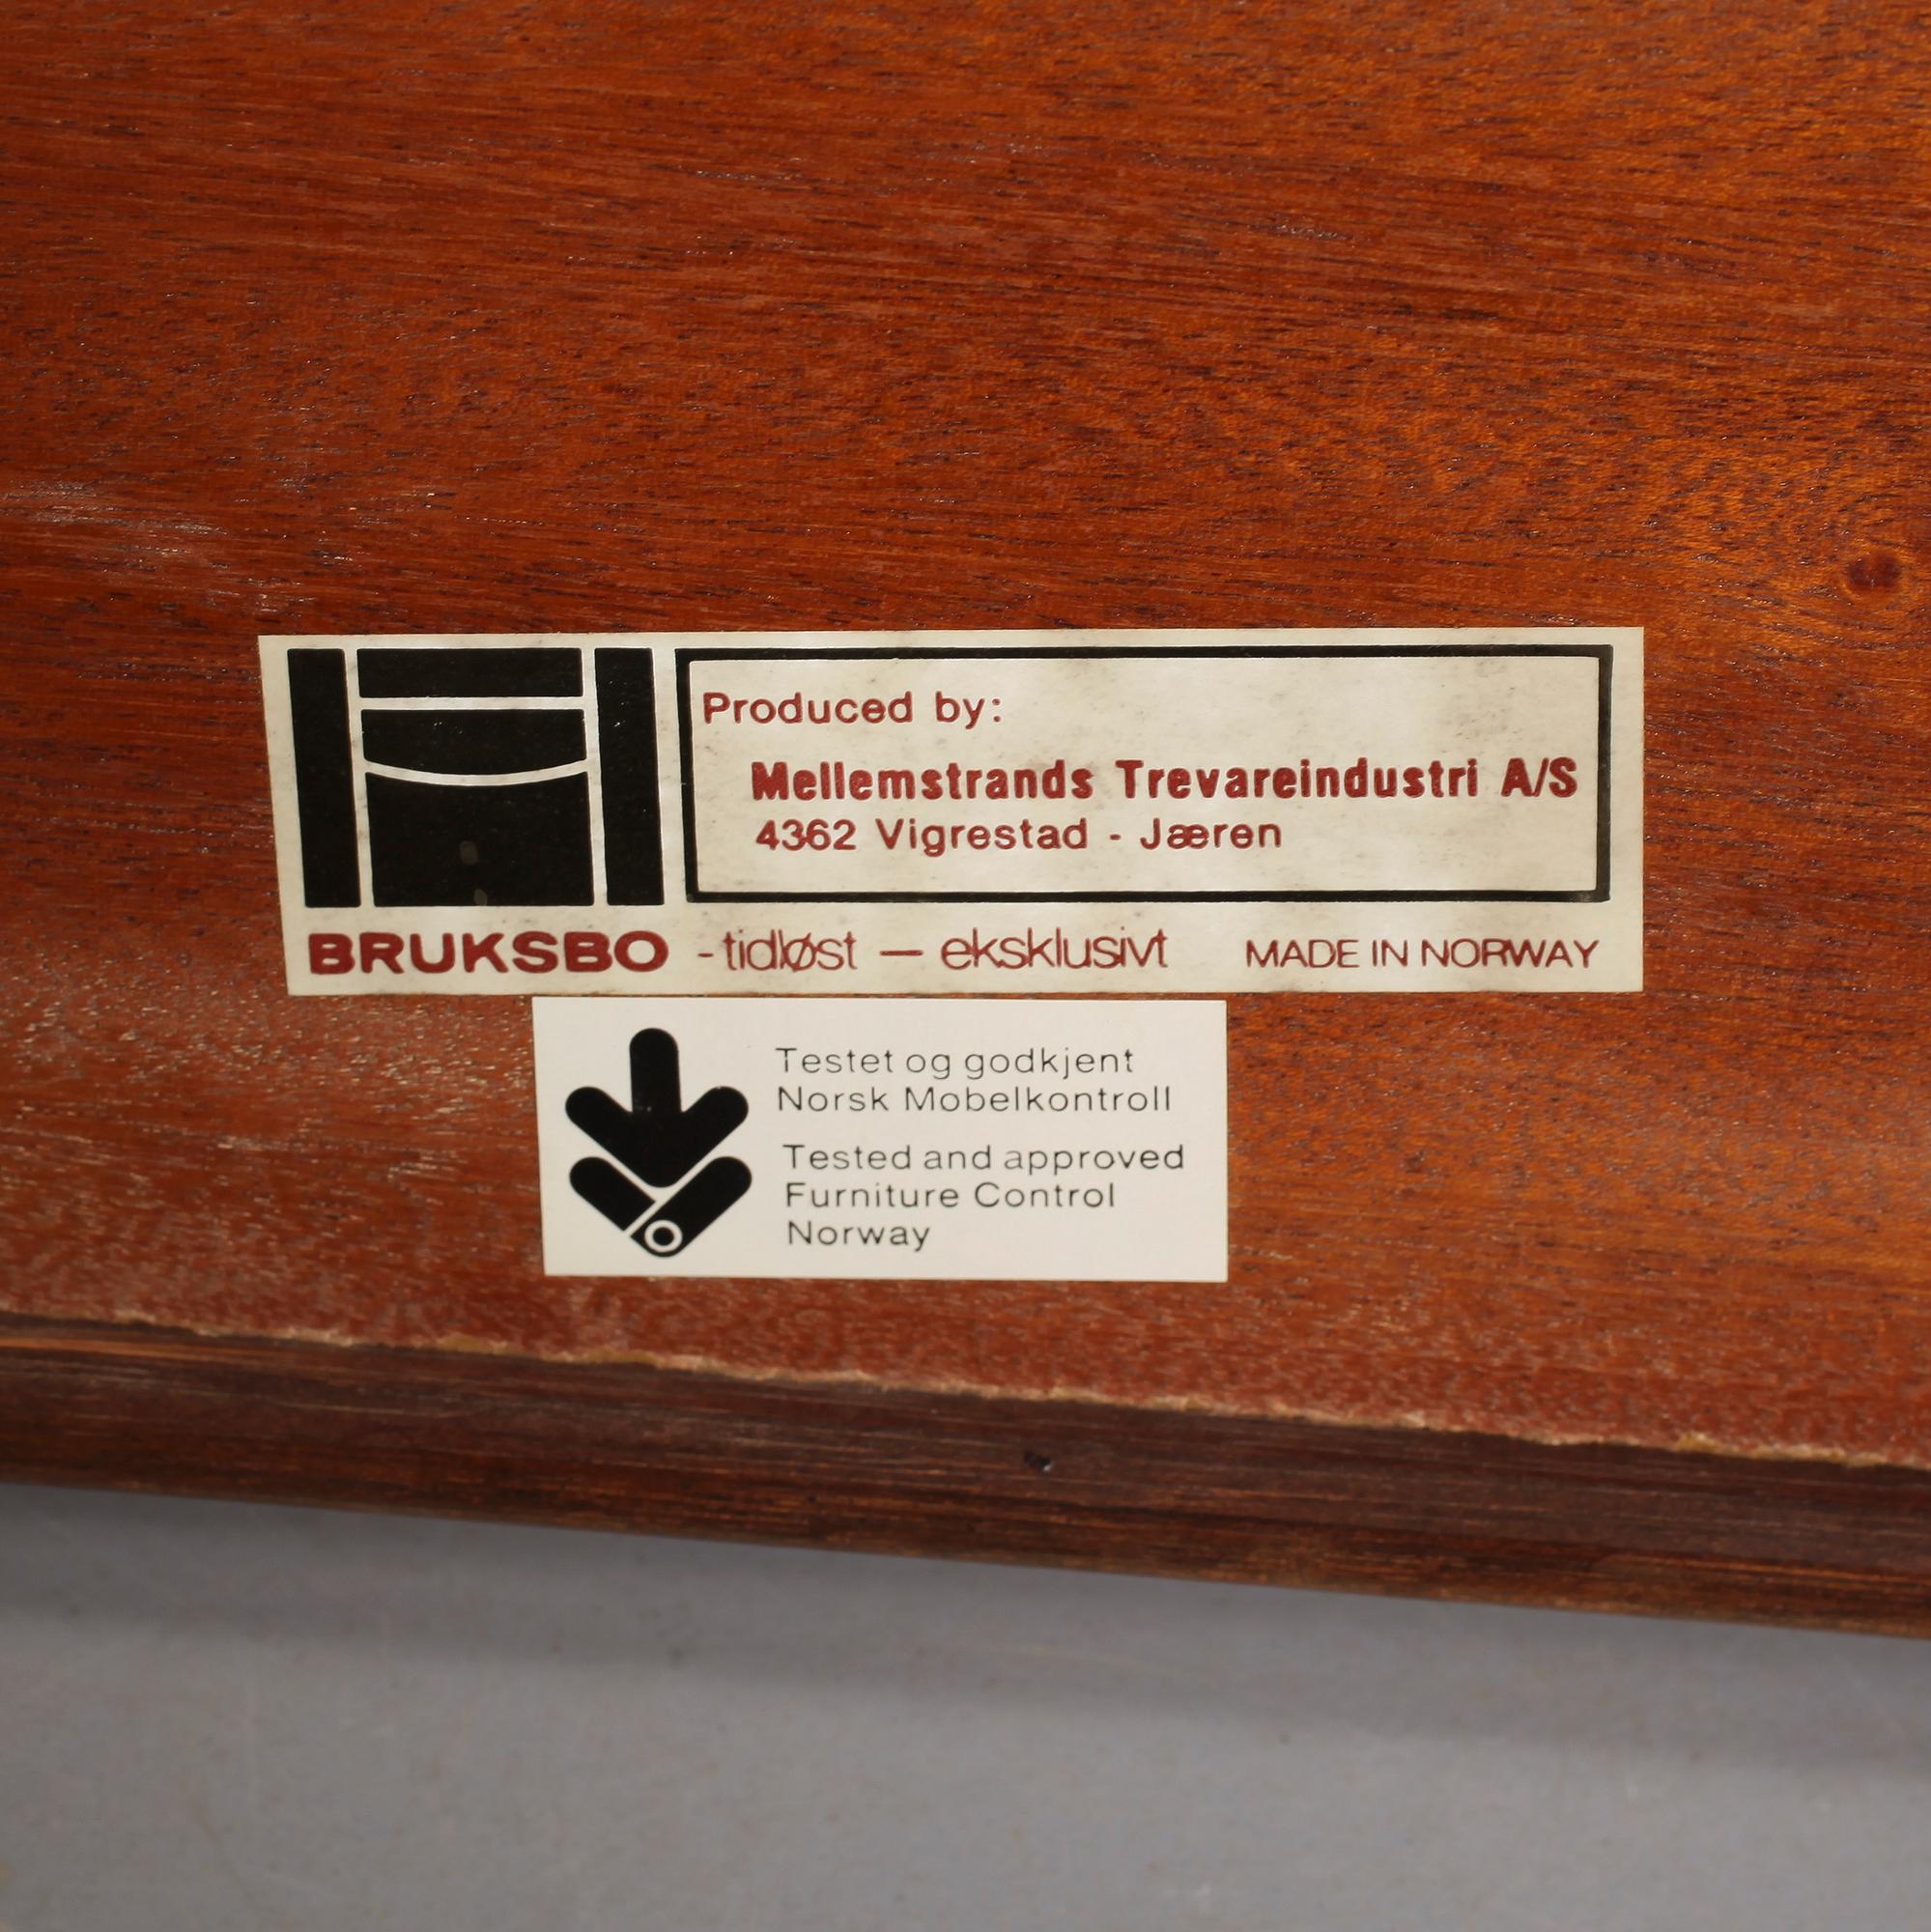 Produced by:
Mellemstrands Trevareindustri A/S
4362 Vigrestad - Jæren
BRUKSBO - tidløst — eksklusivt MADE IN NORWAY
Testet og godkjent
Norsk Mobelkontroll
Tested and approved
Furniture Control
Norway